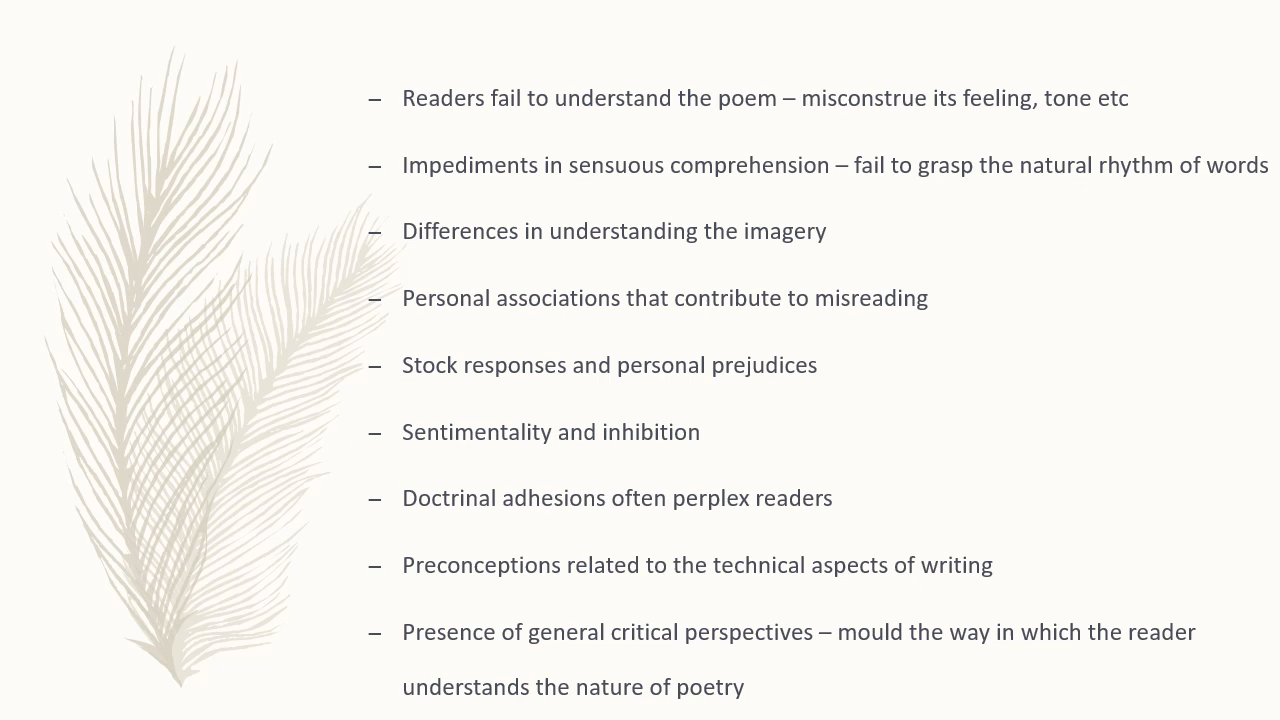 – Readers fail to understand the poem – misconstrue its feeling, tone etc
– Impediments in sensuous comprehension – fail to grasp the natural rhythm of words
– Differences in understanding the imagery
– Personal associations that contribute to misreading
– Stock responses and personal prejudices
– Sentimentality and inhibition
– Doctrinal adhesions often perplex readers
– Preconceptions related to the technical aspects of writing
– Presence of general critical perspectives – mould the way in which the reader
understands the nature of poetry